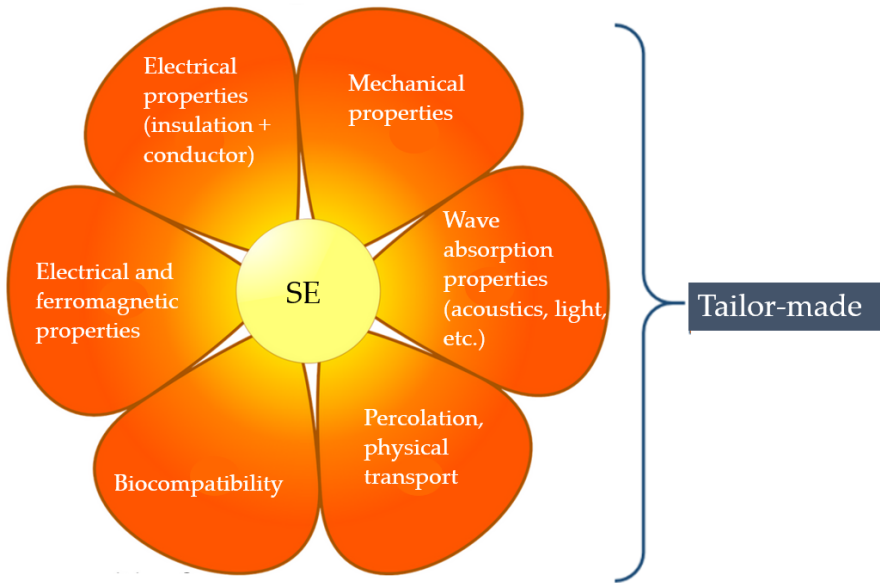 Electrical
properties
(insulation +
conductor)
Mechanical
properties
Wave
absorption
properties
(acoustics, light,
etc.)
Electrical and
ferromagnetic
properties
SE
Tailor-made
Percolation,
physical
transport
Biocompatibility